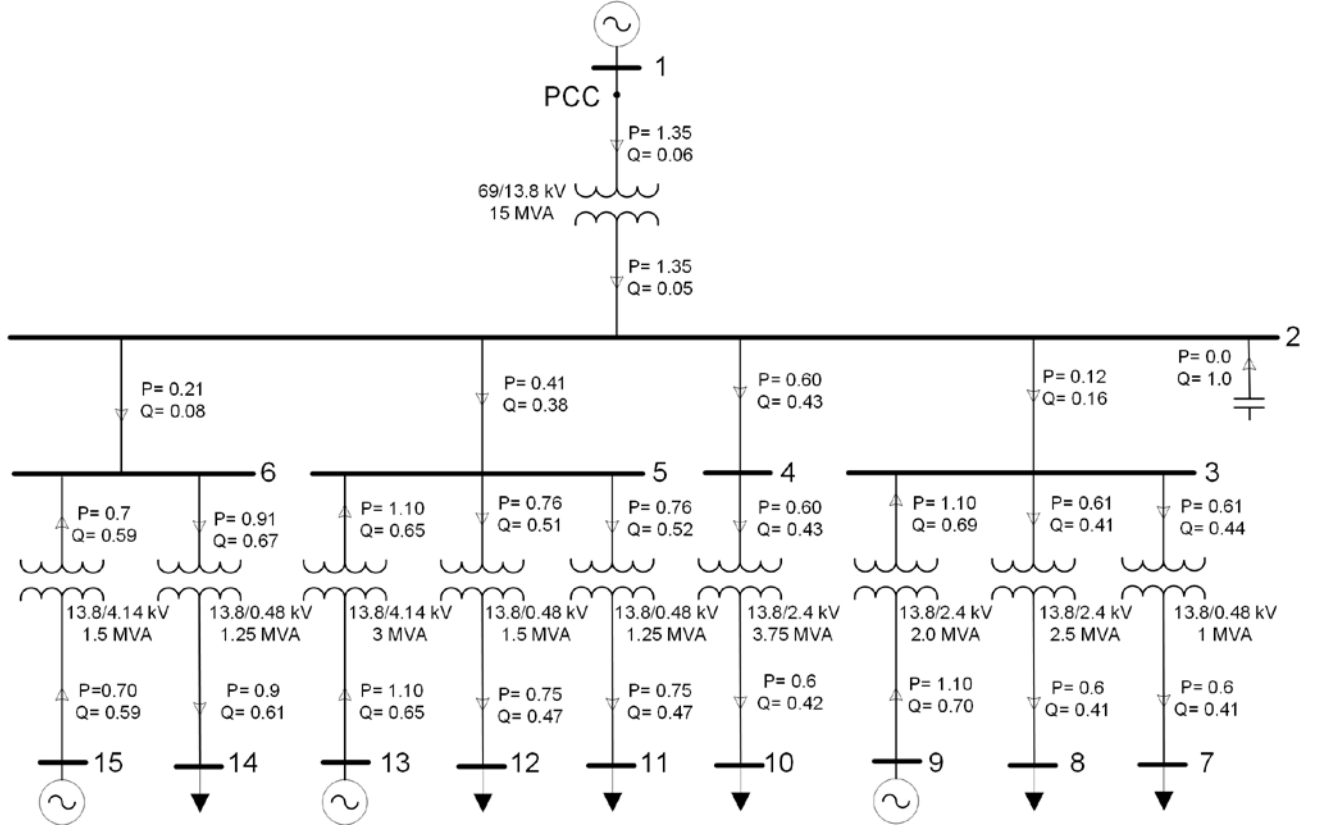 1
PCC
P= 1.35
Q= 0.06
69/13.8 kV
15 MVA
P= 1.35
Q= 0.05
2
P= 0.21
Q= 0.08
P= 0.41
Q= 0.38
P= 0.60
Q= 0.43
P= 0.12
Q= 0.16
P= 0.0
Q= 1.0
6
5
4
3
P= 0.7
Q= 0.59
P= 0.91
Q= 0.67
P= 1.10
Q= 0.65
P= 0.76
Q= 0.51
P= 0.76
Q= 0.52
P= 0.60
Q= 0.43
P= 1.10
Q= 0.69
P= 0.61
Q= 0.41
P= 0.61
Q= 0.44
13.8/4.14 kV
1.5 MVA
13.8/0.48 kV
1.25 MVA
13.8/4.14 kV
3 MVA
13.8/0.48 kV
1.5 MVA
13.8/0.48 kV
1.25 MVA
13.8/2.4 kV
3.75 MVA
13.8/2.4 kV
2.0 MVA
13.8/2.4 kV
2.5 MVA
13.8/0.48 kV
1 MVA
P=0.70
Q= 0.59
P= 0.9
Q= 0.61
P= 1.10
Q= 0.65
P= 0.75
Q= 0.47
P= 0.75
Q= 0.47
P= 0.6
Q= 0.42
P= 1.10
Q= 0.70
P= 0.6
Q= 0.41
P= 0.6
Q= 0.41
15
14
13
12
11
10
9
8
7